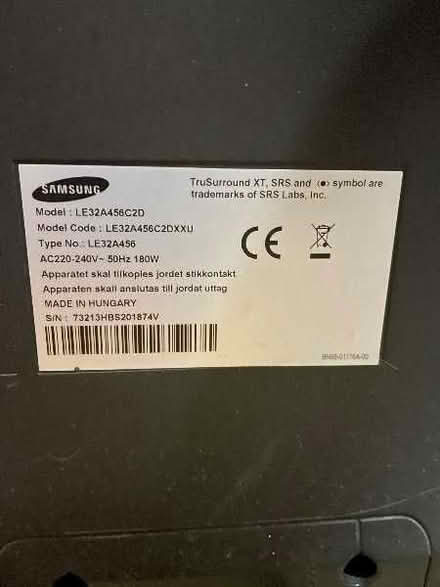 SAMSUNG
TruSurround XT, SRS and (●) symbol are
trademarks of SRS Labs, Inc.
Model : LE32A456C2D
Model Code : LE32A456C2DXXU
Type No.: LE32A456
AC220-240V~ 50Hz 180W
Apparatet skal tilkoples jordet stikkontakt
Apparaten skall anslutas till jordat uttag
MADE IN HUNGARY
S/N : 73213HBS201874V
CE